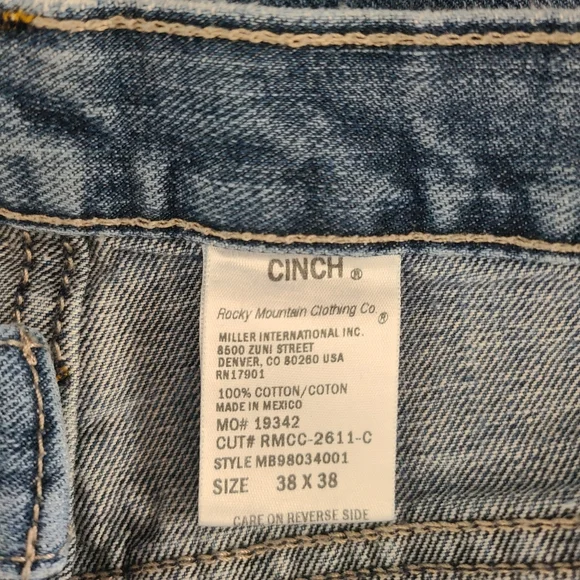 CINCH ®
Rocky Mountain Clothing Co. ®
MILLER INTERNATIONAL INC.
8500 ZUNI STREET
DENVER, CO 80260 USA
RN17901
100% COTTON/COTON
MADE IN MEXICO
MO# 19342
CUT# RMCC-2611-C
STYLE MB98034001
SIZE 38 X 38
CARE ON REVERSE SIDE